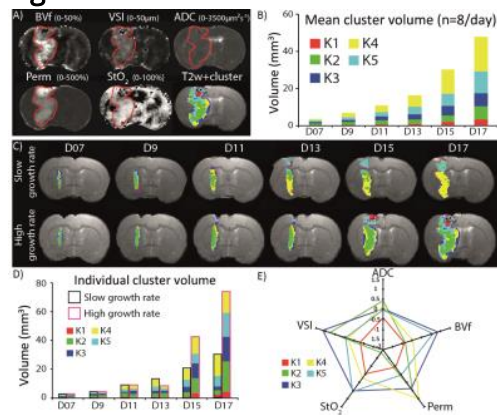 A)
BVf (0-50%) VSI (0-50µm) ADC (0-3500µm²s⁻¹)
Perm (0-500%) StO₂ (0-100%) T2w+cluster
B) Mean cluster volume (n=8/day)
Volume (mm³)
60
40
20
0
K1 K4
K2 K5
K3
D07 D9 D11 D13 D15 D17
C) D07 D9 D11 D13 D15 D17
Slow growth rate
High growth rate
D) Individual cluster volume
Volume (mm³)
80
60
40
20
0
Slow growth rate
High growth rate
K1 K4
K2 K5
K3
D07 D9 D11 D13 D15 D17
E) ADC
VSI BVf
StO₂ Perm
K1 K4
K2 K5
K3